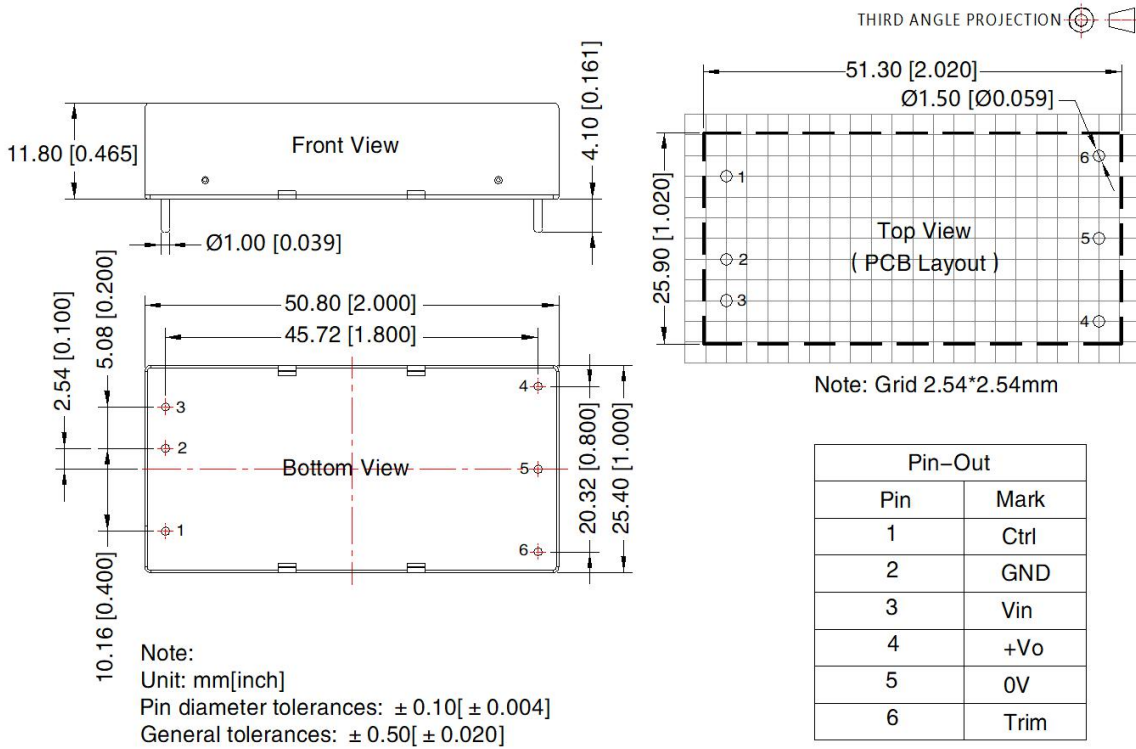 THIRD ANGLE PROJECTION
11.80 [0.465]
Front View
4.10 [0.161]
Ø1.00 [0.039]
51.30 [2.020]
Ø1.50 [Ø0.059]
25.90 [1.020]
1
2
3
6
5
4
Top View
( PCB Layout )
Note: Grid 2.54*2.54mm
50.80 [2.000]
45.72 [1.800]
2.54 [0.100]
5.08 [0.200]
10.16 [0.400]
3
2
1
4
5
6
Bottom View
20.32 [0.800]
25.40 [1.000]
Note:
Unit: mm[inch]
Pin diameter tolerances: ± 0.10[ ± 0.004]
General tolerances: ± 0.50[ ± 0.020]
Pin–Out
Pin Mark
1 Ctrl
2 GND
3 Vin
4 +Vo
5 0V
6 Trim